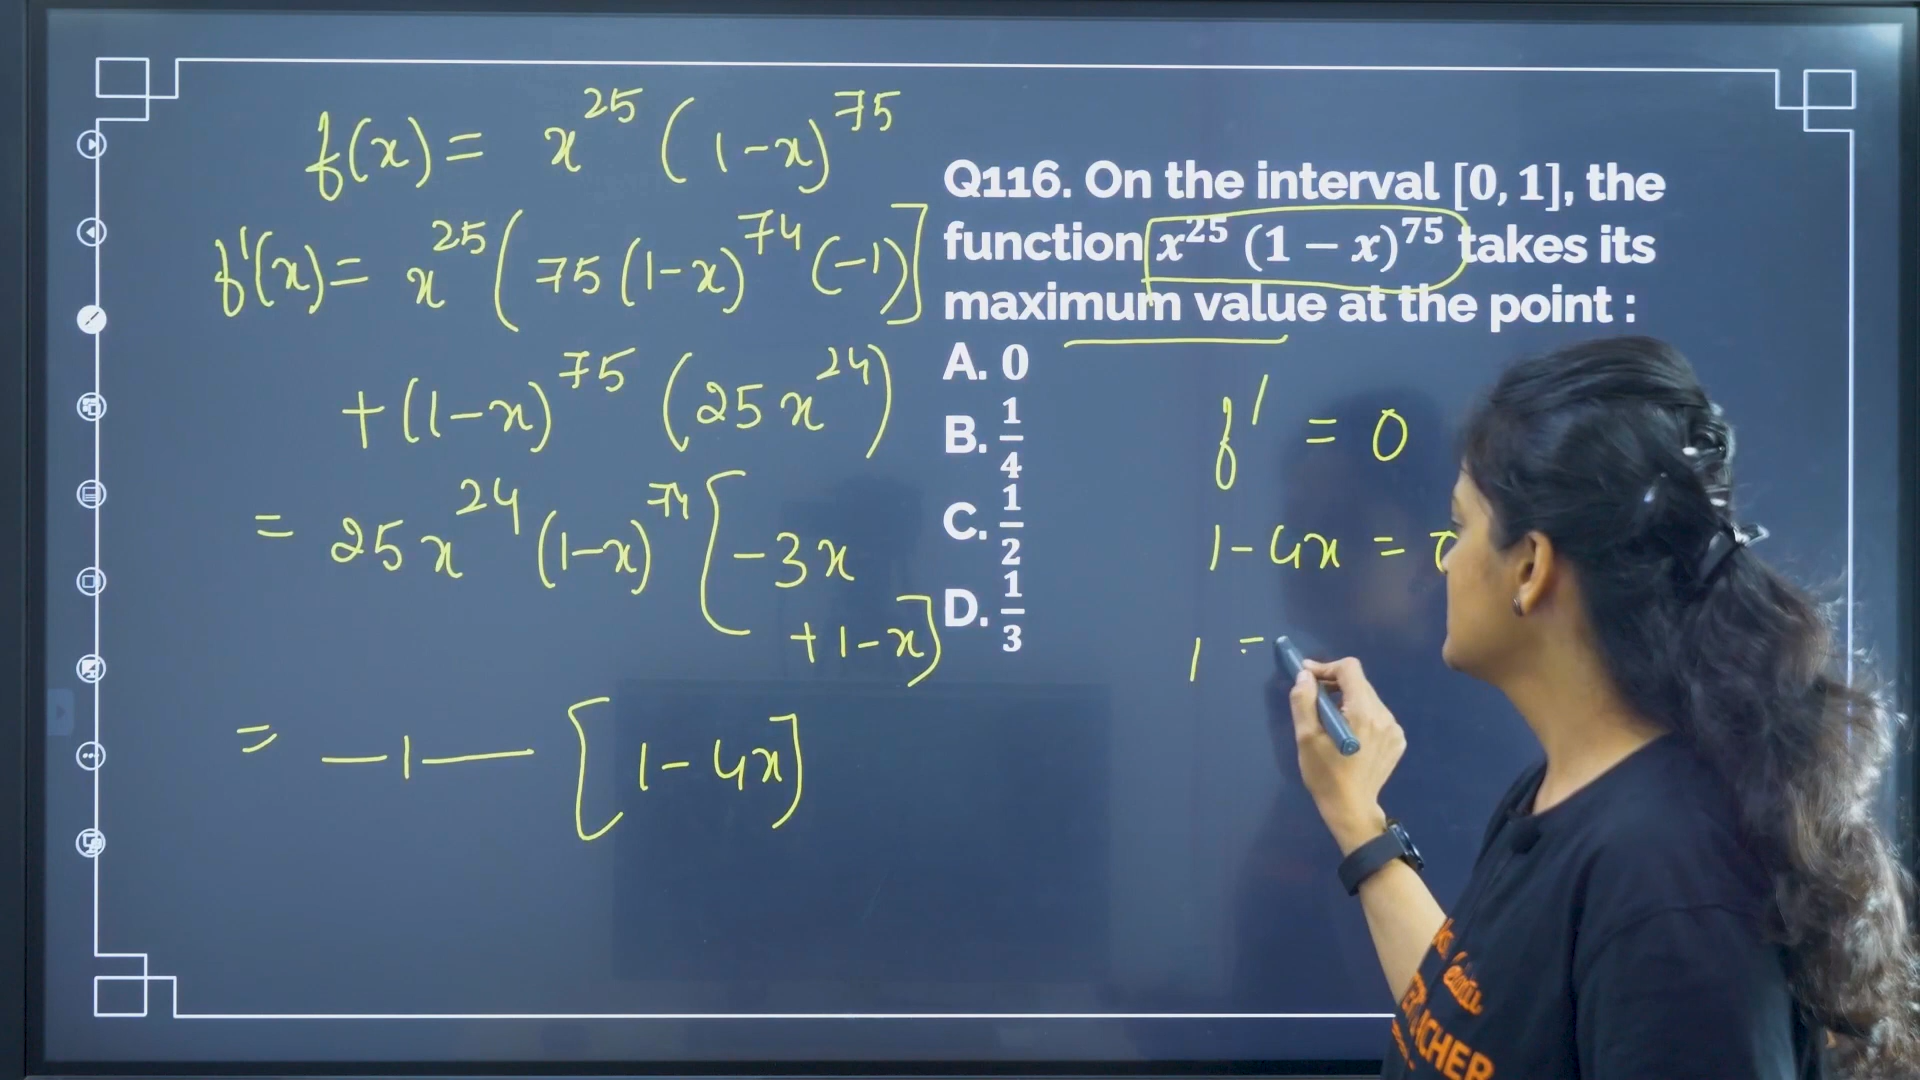 f(x) = x^25 (1-x)^75
f'(x) = x^25 (75 (1-x)^74 (-1)]
+ (1-x)^75 (25 x^24)
= 25 x^24 (1-x)^74 [-3x
+1-x]
= —1— [1-4x]
Q116. On the interval [0, 1], the
function x^25 (1 − x)^75 takes its
maximum value at the point :
A. 0
B. 1/4
C. 1/2
D. 1/3
f' = 0
1-4x = 0
1 =